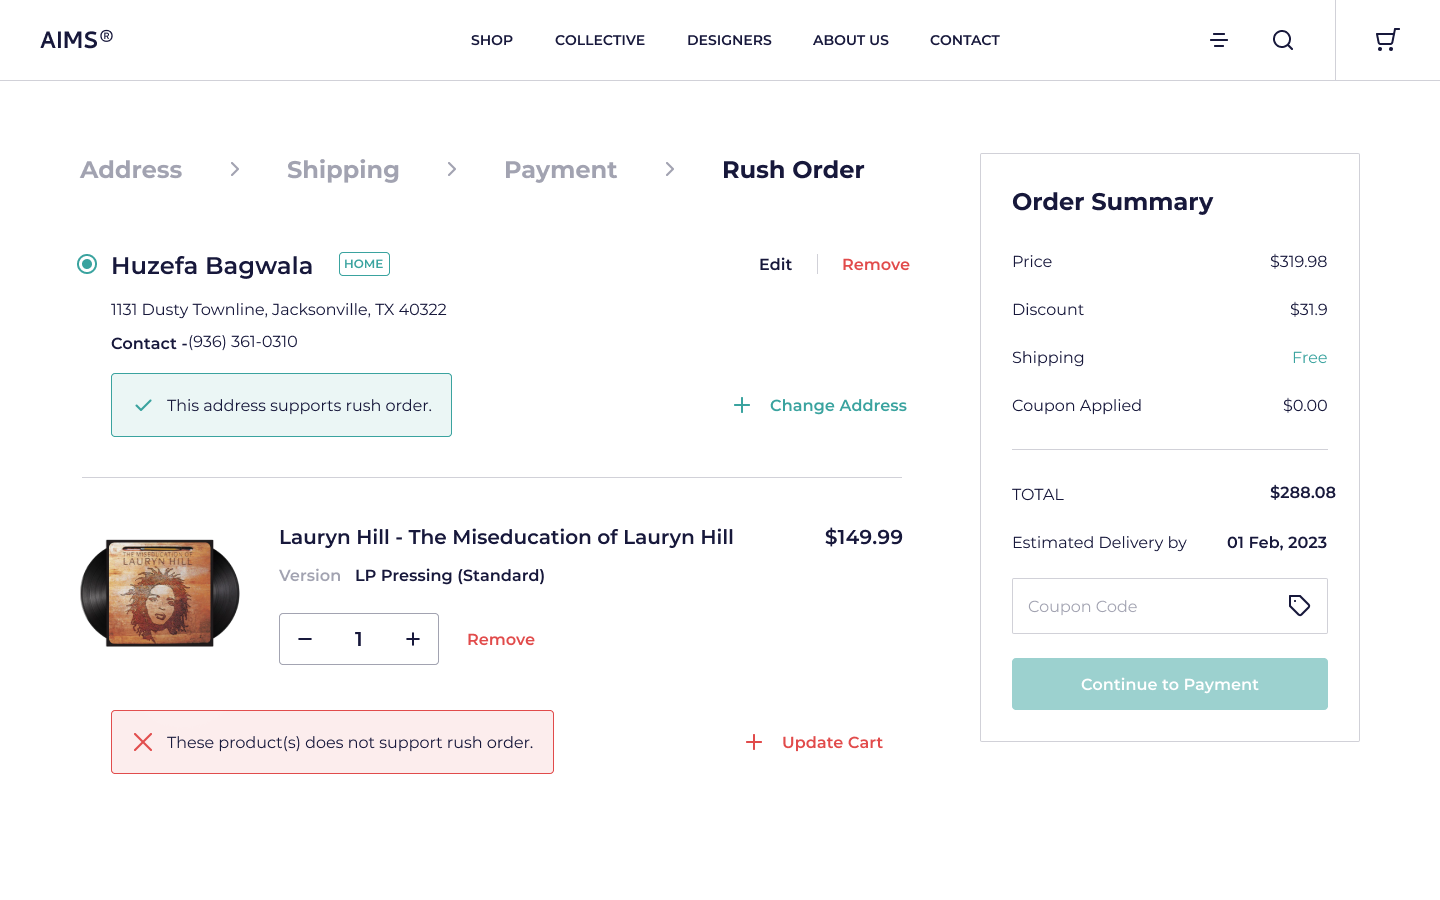 AIMS®
SHOP COLLECTIVE DESIGNERS ABOUT US CONTACT
Address Shipping Payment Rush Order
Huzefa Bagwala HOME Edit Remove
1131 Dusty Townline, Jacksonville, TX 40322
Contact -(936) 361-0310
This address supports rush order. Change Address
THE MISEDUCATION OF
LAURYN HILL
Lauryn Hill - The Miseducation of Lauryn Hill $149.99
Version LP Pressing (Standard)
1 Remove
These product(s) does not support rush order. Update Cart
Order Summary
Price $319.98
Discount $31.9
Shipping Free
Coupon Applied $0.00
TOTAL $288.08
Estimated Delivery by 01 Feb, 2023
Coupon Code
Continue to Payment